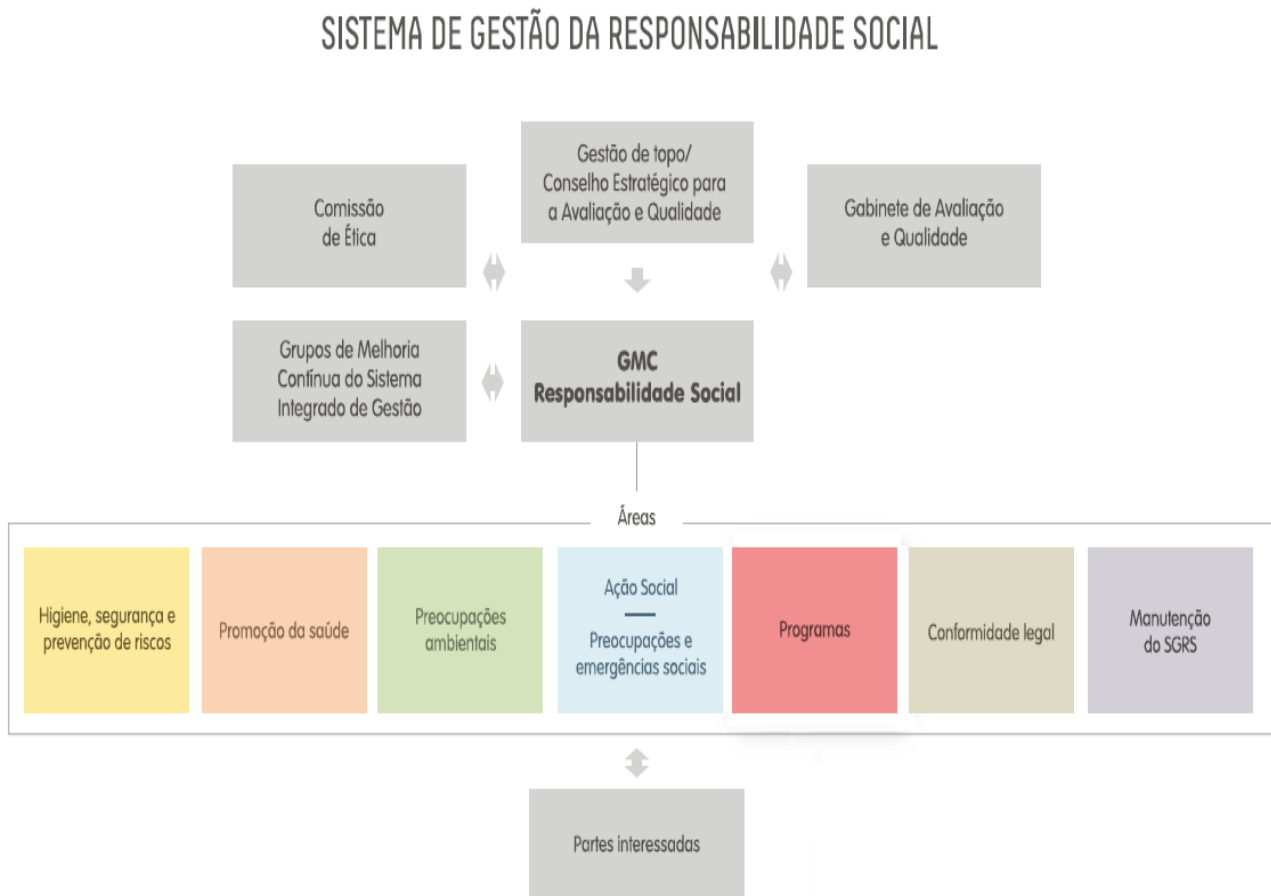 SISTEMA DE GESTÃO DA RESPONSABILIDADE SOCIAL
Comissão
de Ética
Gestão de topo/
Conselho Estratégico para
a Avaliação e Qualidade
Gabinete de Avaliação
e Qualidade
Grupos de Melhoria
Contínua do Sistema
Integrado de Gestão
GMC
Responsabilidade Social
Áreas
Higiene, segurança e
prevenção de riscos
Promoção da saúde
Preocupações
ambientais
Ação Social
Preocupações e
emergências sociais
Programas
Conformidade legal
Manutenção
do SGRS
Partes interessadas